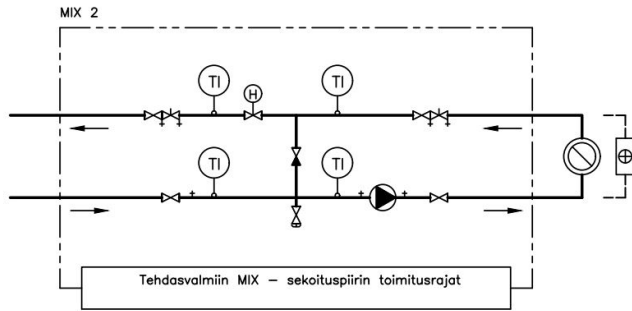 MIX 2
TI
H
TI
TI
TI
Tehdasvalmiin MIX – sekoituspiirin toimitusrajat